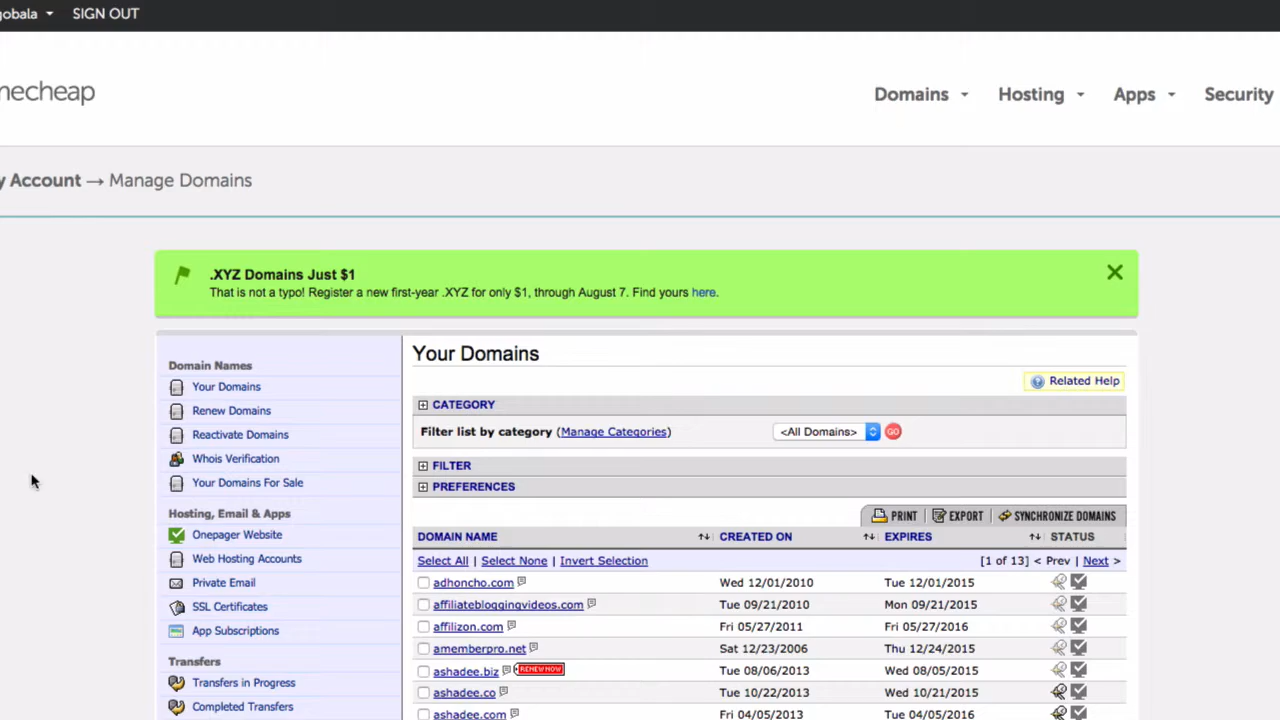 gobala SIGN OUT
mecheap
Domains Hosting Apps Security
y Account → Manage Domains
.XYZ Domains Just $1
That is not a typo! Register a new first-year .XYZ for only $1, through August 7. Find yours here.
Domain Names
Your Domains
Renew Domains
Reactivate Domains
Whois Verification
Your Domains For Sale
Hosting, Email & Apps
Onepager Website
Web Hosting Accounts
Private Email
SSL Certificates
App Subscriptions
Transfers
Transfers in Progress
Completed Transfers
Your Domains
Related Help
CATEGORY
Filter list by category (Manage Categories) <All Domains> GO
FILTER
PREFERENCES
PRINT EXPORT SYNCHRONIZE DOMAINS
DOMAIN NAME CREATED ON EXPIRES STATUS
Select All | Select None | Invert Selection [1 of 13] < Prev | Next >
adhoncho.com Wed 12/01/2010 Tue 12/01/2015
affiliatebloggingvideos.com Tue 09/21/2010 Mon 09/21/2015
affilizon.com Fri 05/27/2011 Fri 05/27/2016
amemberpro.net Sat 12/23/2006 Thu 12/24/2015
ashadee.biz RENEW NOW Tue 08/06/2013 Wed 08/05/2015
ashadee.co Tue 10/22/2013 Wed 10/21/2015
ashadee.com Fri 04/05/2013 Tue 04/05/2016